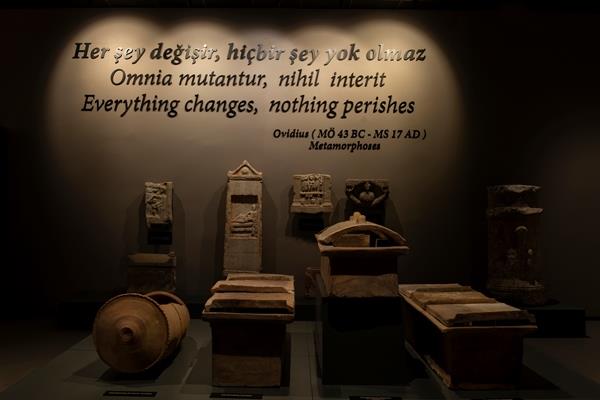 Her şey değişir, hiçbir şey yok olmaz
Omnia mutantur, nihil interit
Everything changes, nothing perishes
Ovidius ( MÖ 43 BC - MS 17 AD )
Metamorphoses